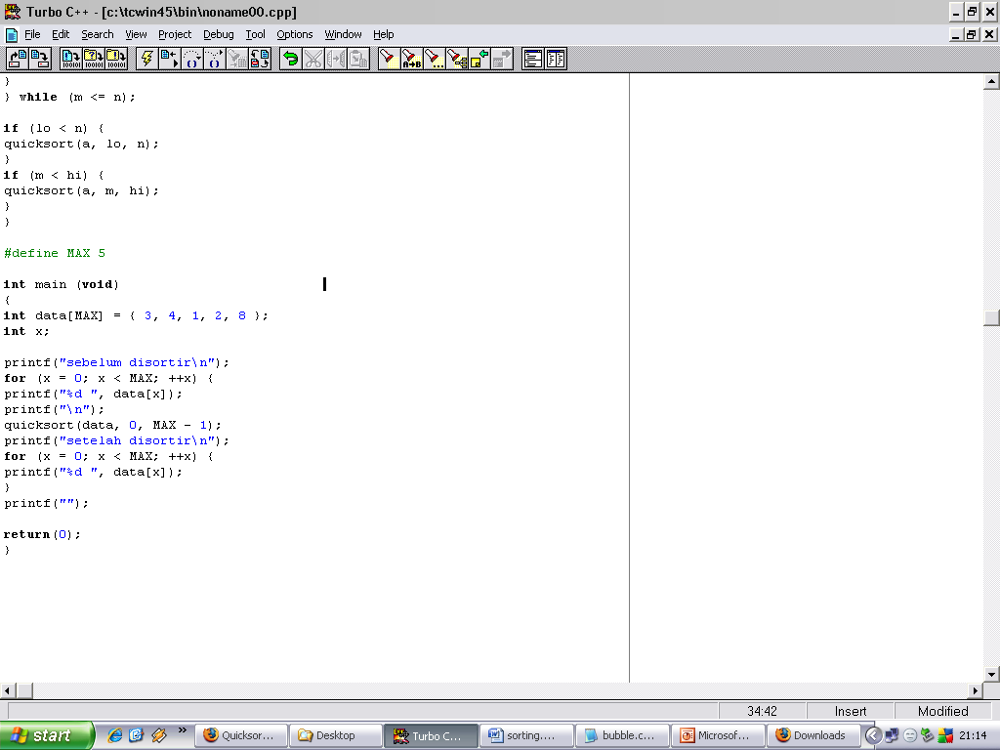 Turbo C++ - [c:\tcwin45\bin\noname00.cpp]
File Edit Search View Project Debug Tool Options Window Help
}
} while (m <= n);
if (lo < n) {
quicksort(a, lo, n);
}
if (m < hi) {
quicksort(a, m, hi);
}
}
#define MAX 5
int main (void)
{
int data[MAX] = { 3, 4, 1, 2, 8 };
int x;
printf("sebelum disortir\n");
for (x = 0; x < MAX; ++x) {
printf("%d ", data[x]);
printf("\n");
quicksort(data, 0, MAX - 1);
printf("setelah disortir\n");
for (x = 0; x < MAX; ++x) {
printf("%d ", data[x]);
}
printf("");
return(0);
}
34:42 Insert Modified
start » Quicksor... Desktop Turbo C... sorting.... bubble.c... Microsof... Downloads 21:14